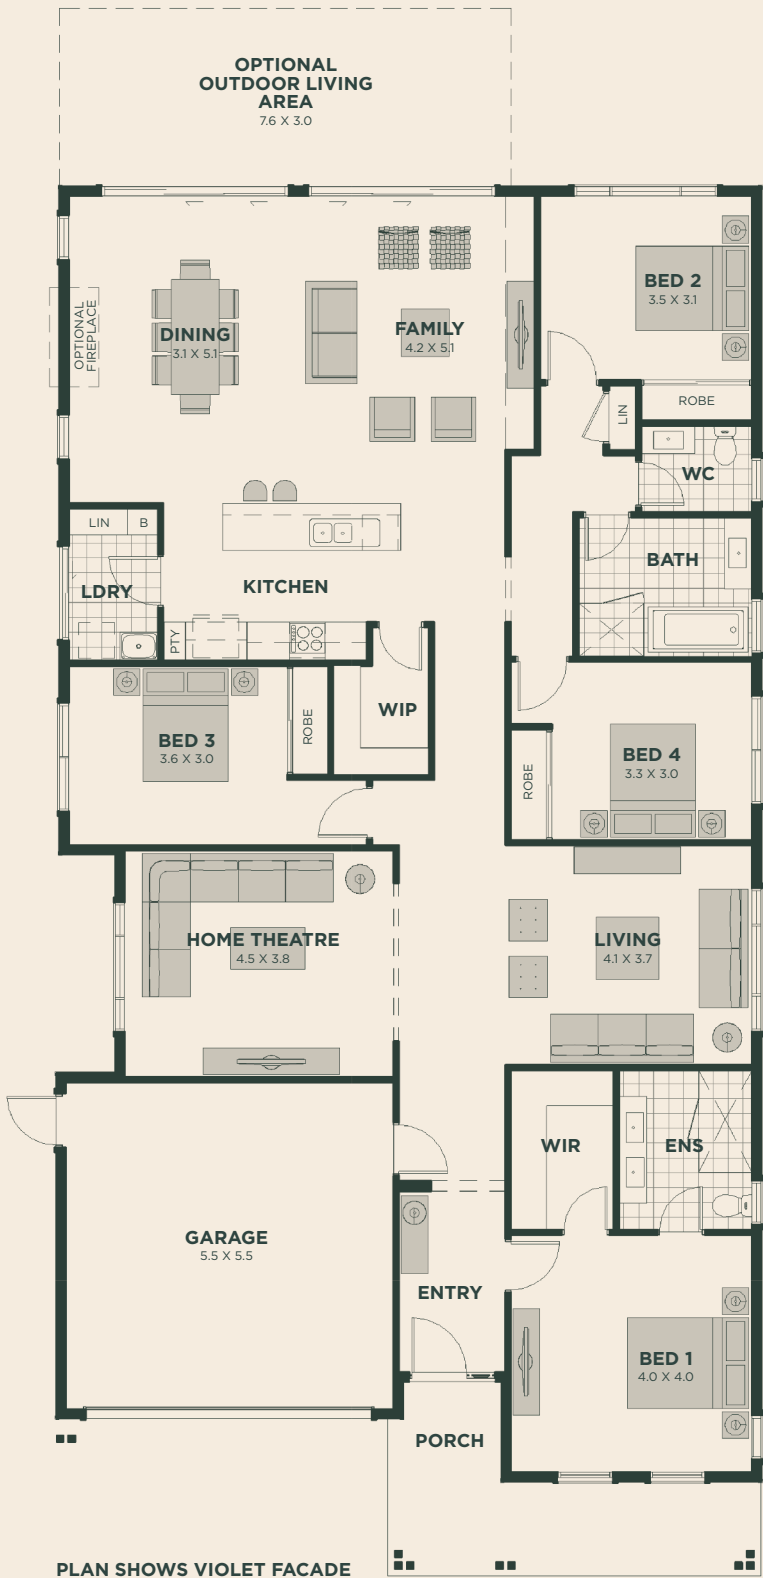 OPTIONAL
OUTDOOR LIVING
AREA
7.6 X 3.0
OPTIONAL
FIREPLACE
DINING
3.1 X 5.1
FAMILY
4.2 X 5.1
BED 2
3.5 X 3.1
ROBE
LIN
WC
LIN
B
LDRY
KITCHEN
BATH
PTY
WIP
BED 3
3.6 X 3.0
ROBE
ROBE
BED 4
3.3 X 3.0
HOME THEATRE
4.5 X 3.8
LIVING
4.1 X 3.7
WIR
ENS
GARAGE
5.5 X 5.5
ENTRY
BED 1
4.0 X 4.0
PORCH
PLAN SHOWS VIOLET FACADE